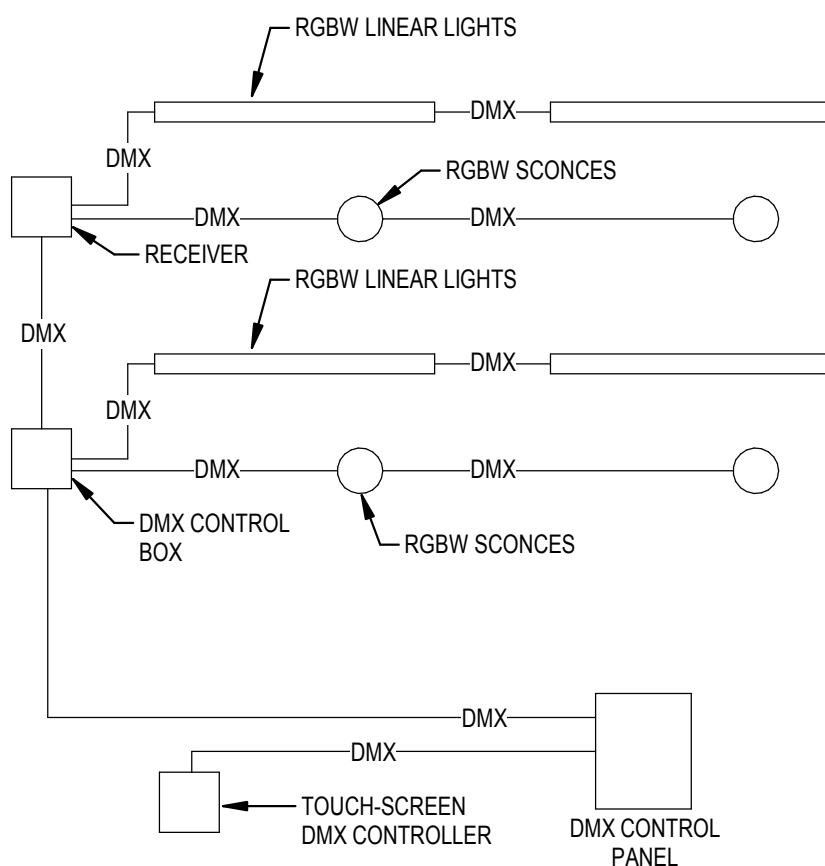 RGBW LINEAR LIGHTS
DMX
DMX
RGBW SCONCES
DMX
DMX
RECEIVER
RGBW LINEAR LIGHTS
DMX
DMX
DMX
DMX
DMX
DMX CONTROL
BOX
RGBW SCONCES
DMX
DMX
TOUCH-SCREEN
DMX CONTROLLER
DMX CONTROL
PANEL